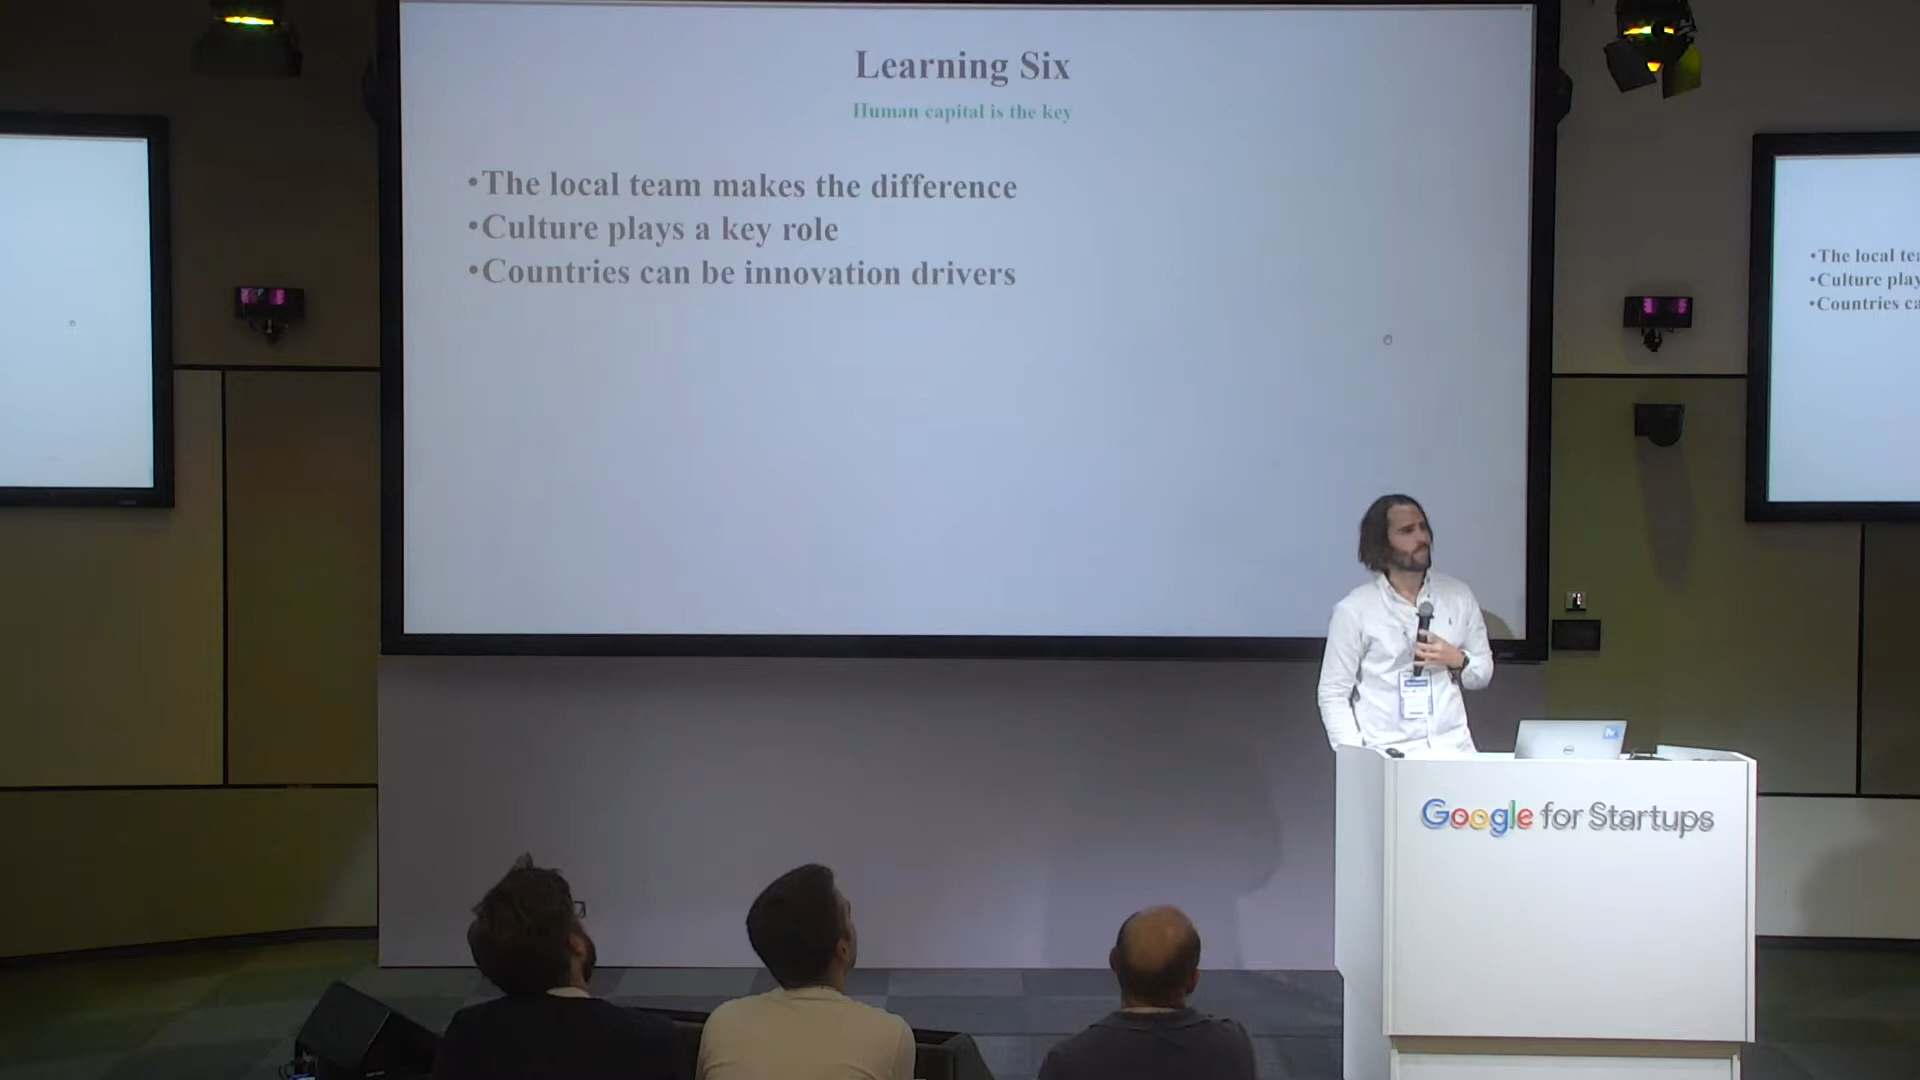 Learning Six
Human capital is the key
•The local team makes the difference
•Culture plays a key role
•Countries can be innovation drivers
•The local tea
•Culture play
•Countries ca
Google for Startups